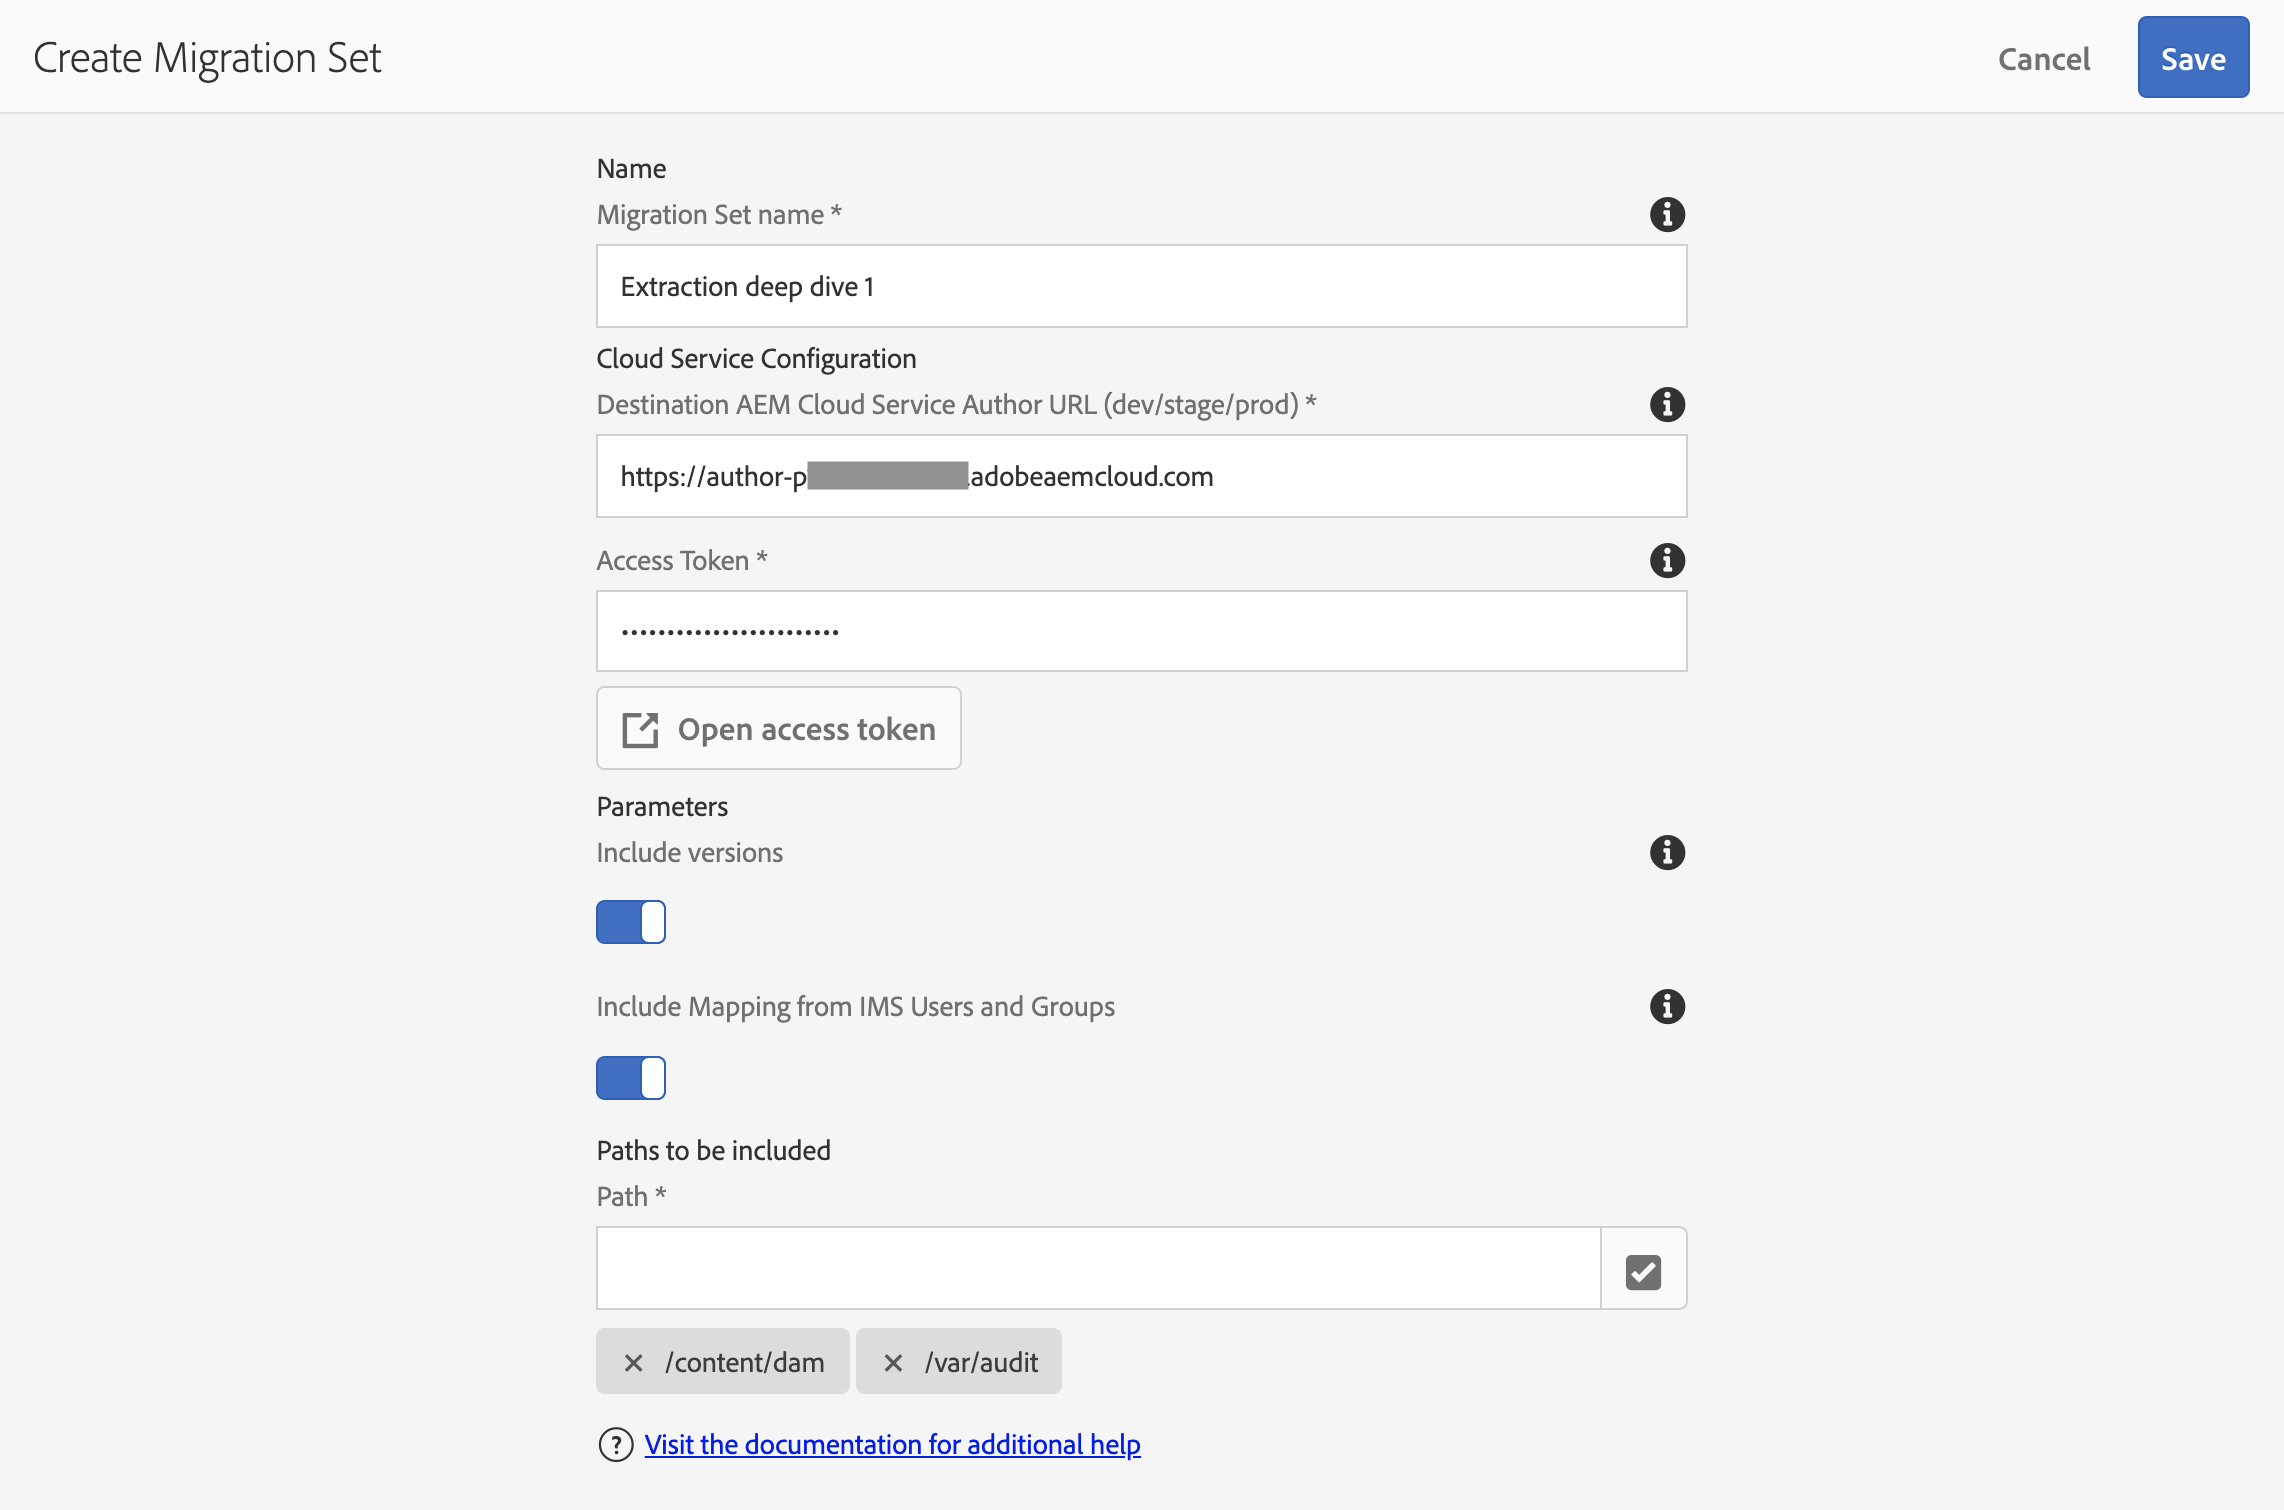 Create Migration Set
Cancel
Save
Name
Migration Set name *
Extraction deep dive 1
Cloud Service Configuration
Destination AEM Cloud Service Author URL (dev/stage/prod) *
https://author-p .adobeaemcloud.com
Access Token *
••••••••••••••••••••••••
Open access token
Parameters
Include versions
Include Mapping from IMS Users and Groups
Paths to be included
Path *
/content/dam
/var/audit
Visit the documentation for additional help